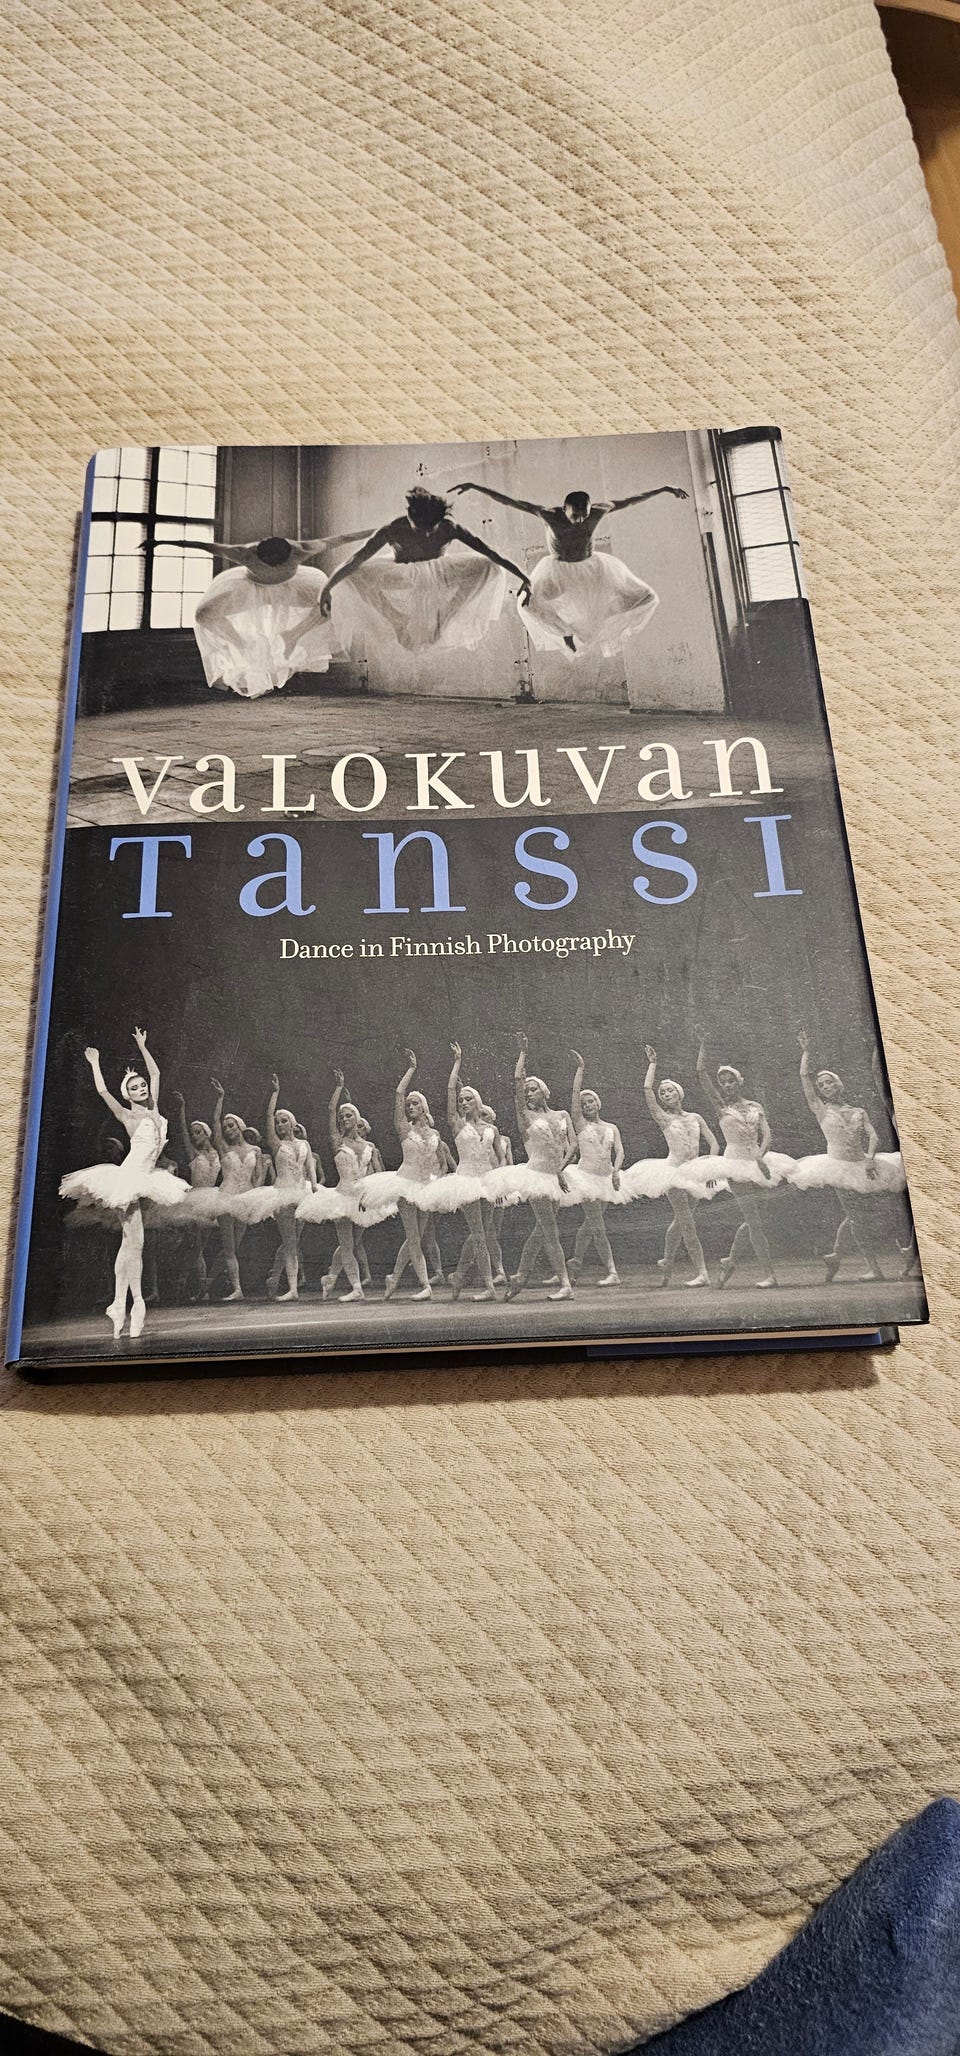 VALOKUVAN
TANSSI
Dance in Finnish Photography